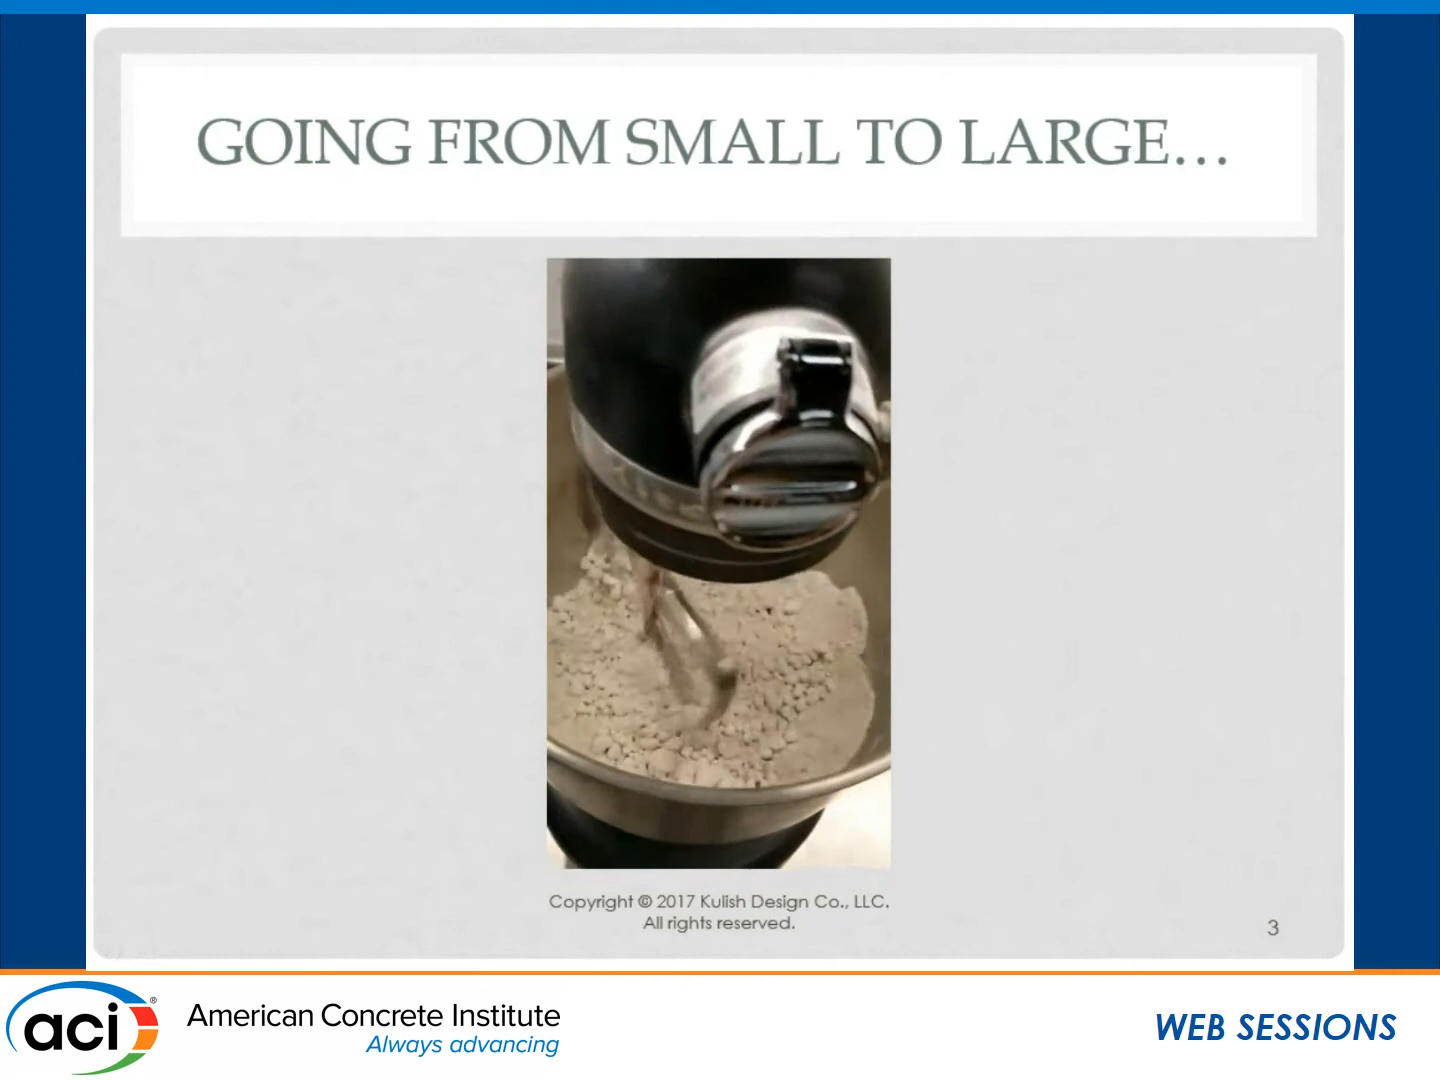 GOING FROM SMALL TO LARGE...
Copyright © 2017 Kulish Design Co., LLC.
All rights reserved.
3
aci®
American Concrete Institute
Always advancing
WEB SESSIONS